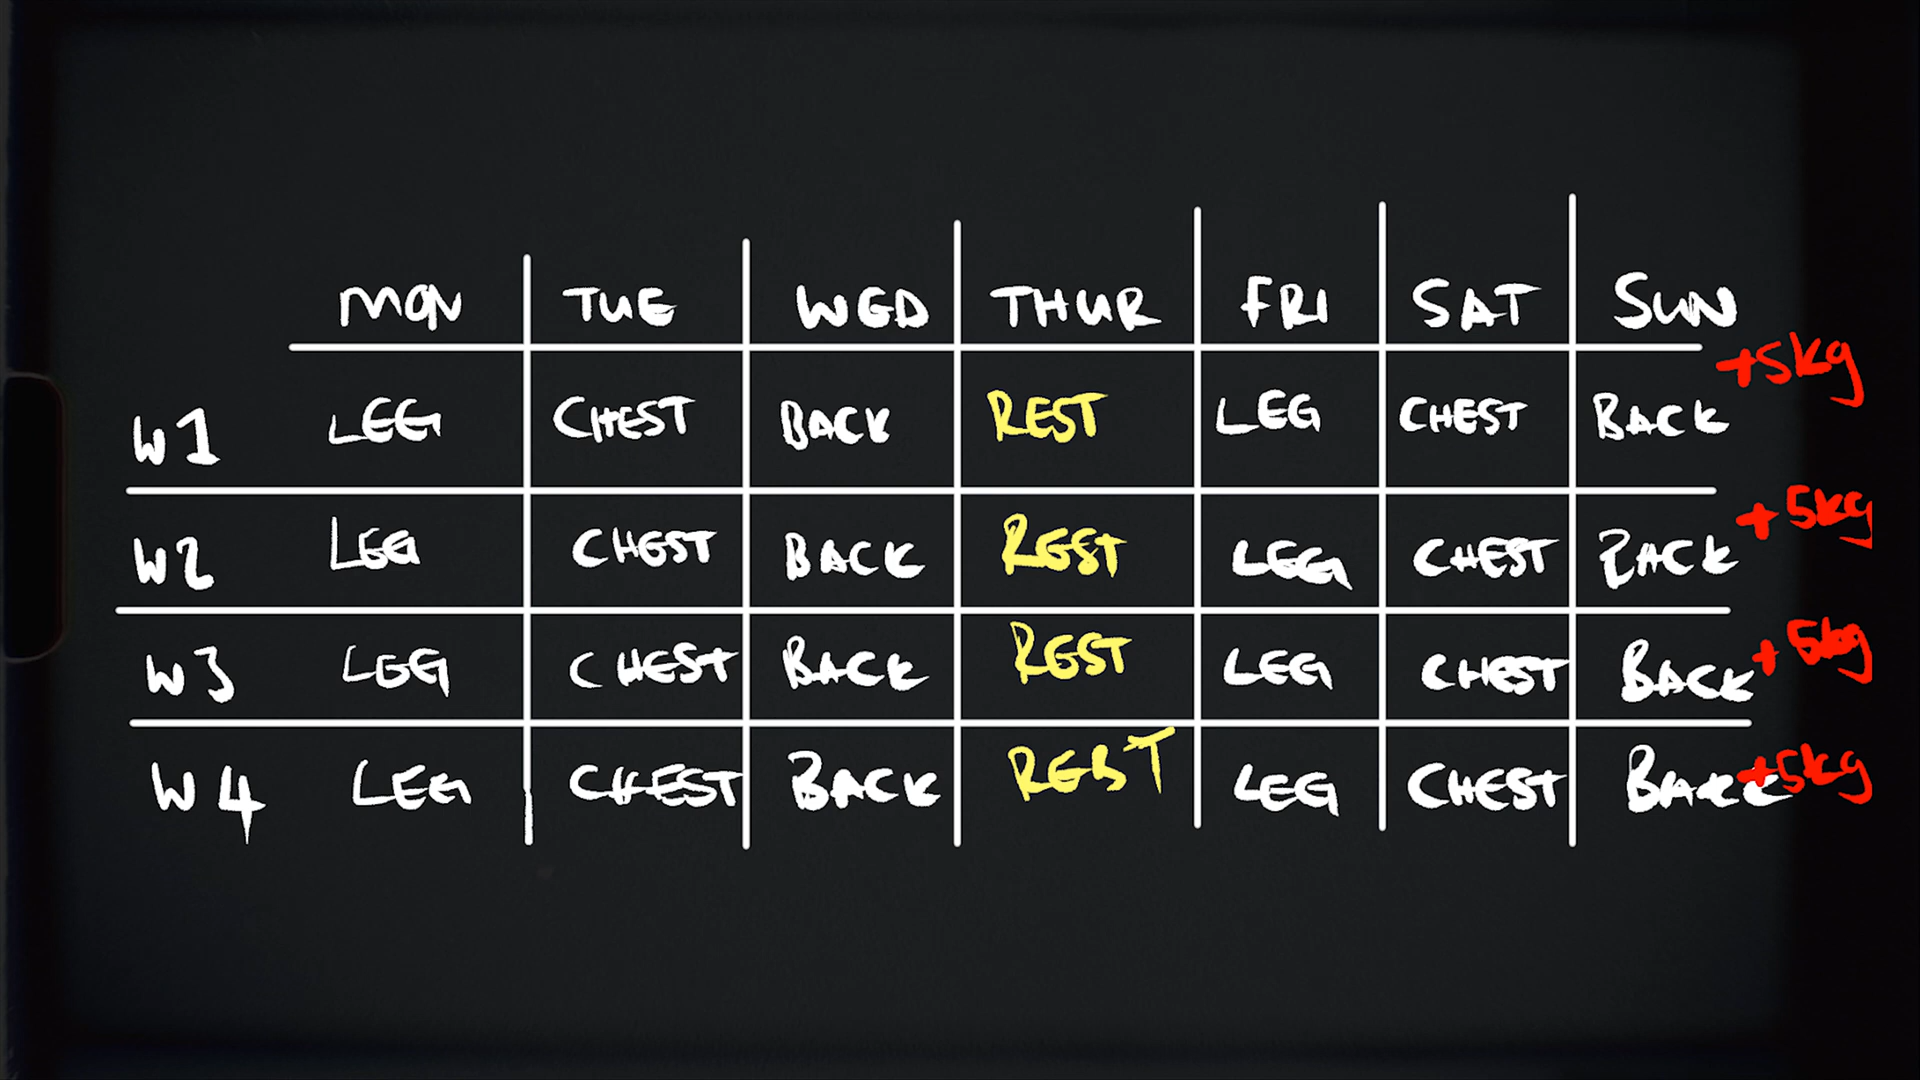 MON TUE WED THUR FRI SAT SUN
+5kg
W1 LEG CHEST BACK REST LEG CHEST BACK
+5kg
W2 LEG CHEST BACK REST LEG CHEST BACK
+5kg
W3 LEG CHEST BACK REST LEG CHEST BACK
+5kg
W4 LEG CHEST BACK REST LEG CHEST BACK